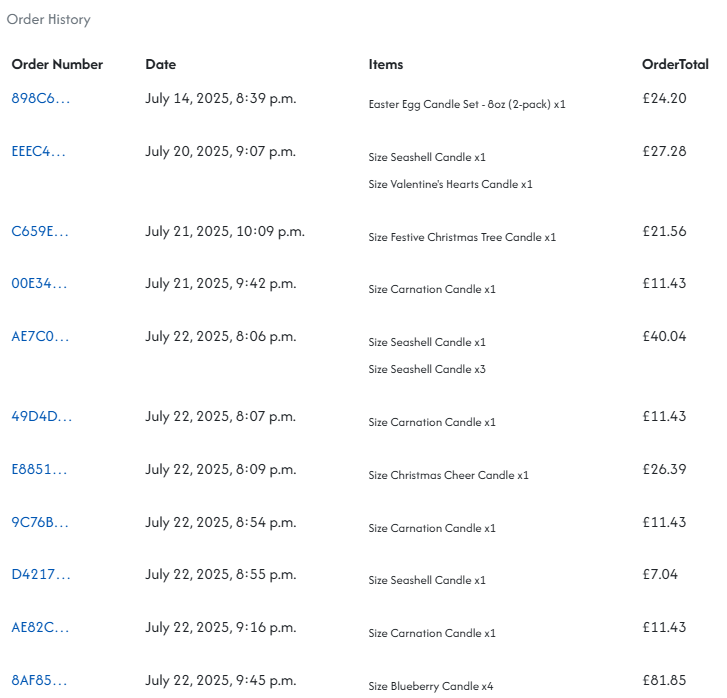 Order History
Order Number Date Items OrderTotal
898C6... July 14, 2025, 8:39 p.m. Easter Egg Candle Set - 8oz (2-pack) x1 £24.20
EEEC4... July 20, 2025, 9:07 p.m. Size Seashell Candle x1 £27.28
Size Valentine's Hearts Candle x1
C659E... July 21, 2025, 10:09 p.m. Size Festive Christmas Tree Candle x1 £21.56
00E34... July 21, 2025, 9:42 p.m. Size Carnation Candle x1 £11.43
AE7C0... July 22, 2025, 8:06 p.m. Size Seashell Candle x1 £40.04
Size Seashell Candle x3
49D4D... July 22, 2025, 8:07 p.m. Size Carnation Candle x1 £11.43
E8851... July 22, 2025, 8:09 p.m. Size Christmas Cheer Candle x1 £26.39
9C76B... July 22, 2025, 8:54 p.m. Size Carnation Candle x1 £11.43
D4217... July 22, 2025, 8:55 p.m. Size Seashell Candle x1 £7.04
AE82C... July 22, 2025, 9:16 p.m. Size Carnation Candle x1 £11.43
8AF85... July 22, 2025, 9:45 p.m. Size Blueberry Candle x4 £81.85